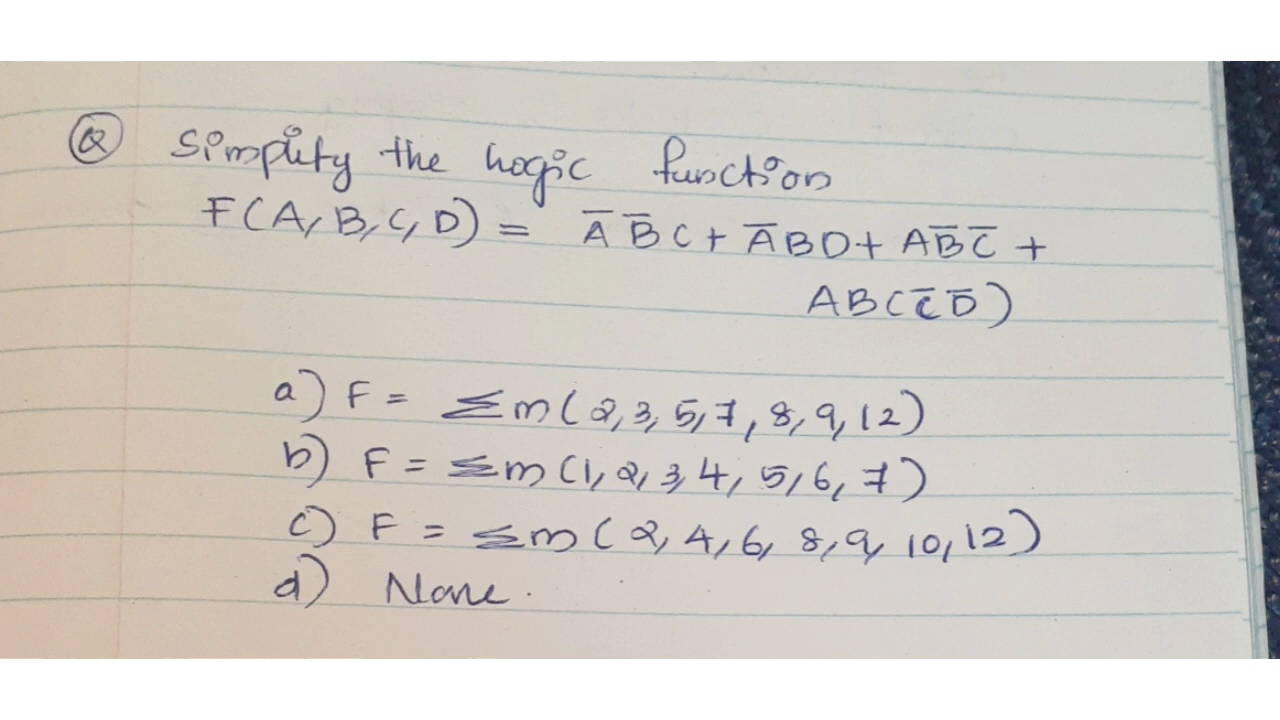 Q Simplify the Logic function
F(A, B, C, D) = A̅ B̅ C + A̅ B D + A B̅ C̅ +
A B ( C̅ D̅ )
a) F = Σm ( 2, 3, 5, 7, 8, 9, 12 )
b) F = Σm ( 1, 2, 3, 4, 5, 6, 7 )
c) F = Σm ( 2, 4, 6, 8, 9, 10, 12 )
d) None.